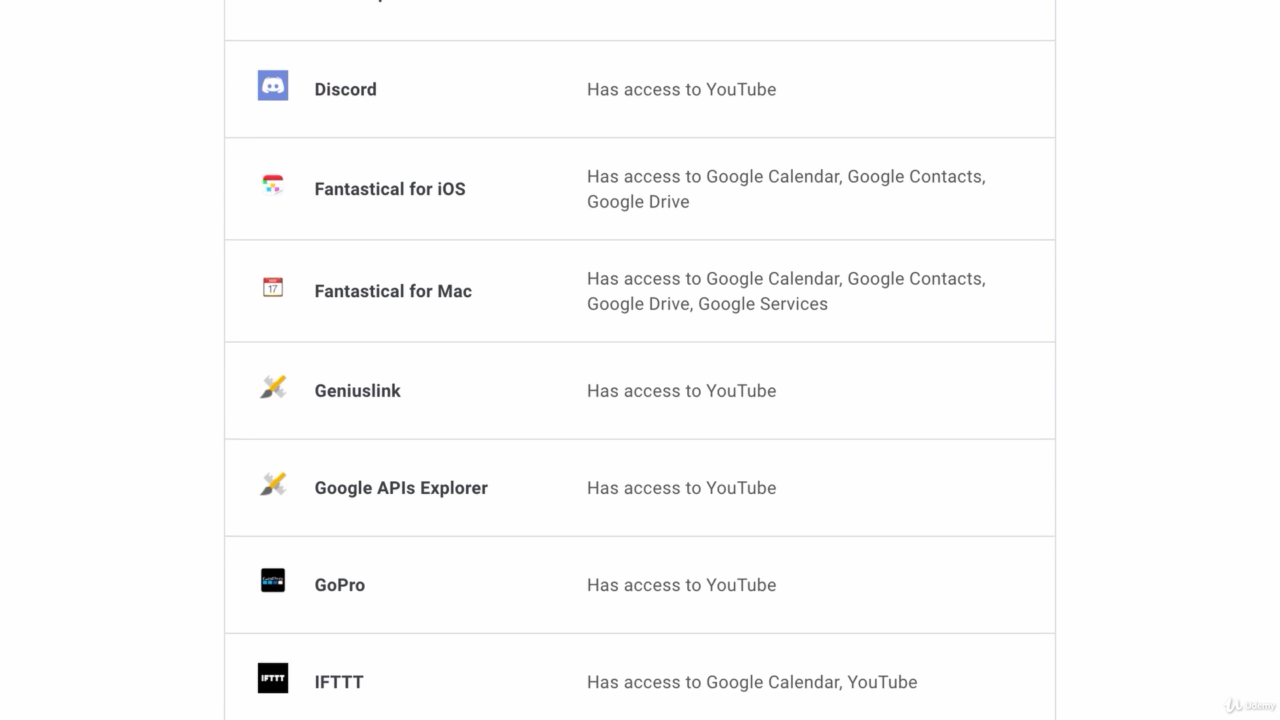 Discord
Has access to YouTube
Fantastical for iOS
Has access to Google Calendar, Google Contacts,
Google Drive
17
Fantastical for Mac
Has access to Google Calendar, Google Contacts,
Google Drive, Google Services
Geniuslink
Has access to YouTube
Google APIs Explorer
Has access to YouTube
GoPro
GoPro
Has access to YouTube
IFTTT
IFTTT
Has access to Google Calendar, YouTube
Udemy